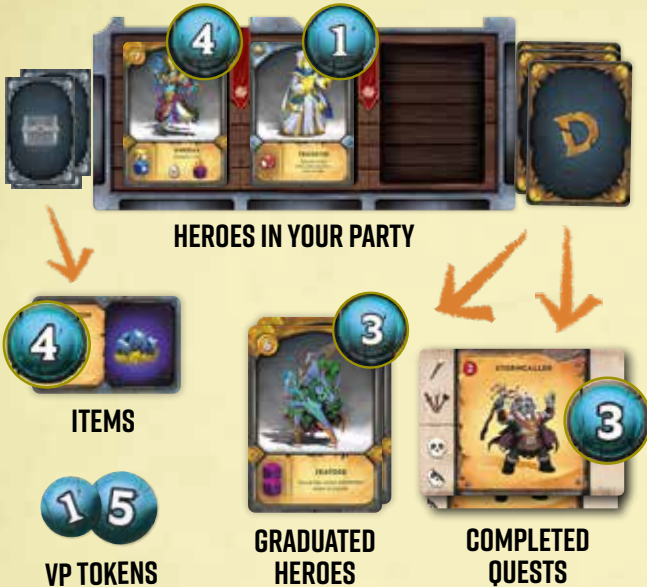 4
1
D
HEROES IN YOUR PARTY
4
ITEMS
3
STORMCALLER
3
1 5
VP TOKENS
GRADUATED
HEROES
COMPLETED
QUESTS